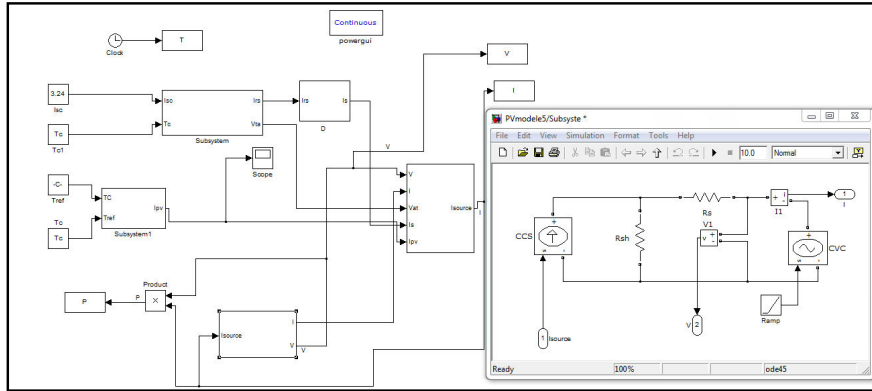 Continuous
powergui
Clock
T
V
I
3.24
Isc
Isc
Tc
Irs
Vta
Subsystem
Irs
Is
D
Tc
Tc1
V
Scope
-C-
Tref
TC
Tref
Ipv
Subsystem1
Tc
Tc
V
I
Vat
Is
Ipv
Isource
I
Product
P
P
×
Isource
I
V
V
PVmodele5/Subsyste *
File Edit View Simulation Format Tools Help
10.0
Normal
CCS
+
Rsh
Rs
V1
v
+
-
+
-
i
I1
1
I
+
CVC
Ramp
V
2
1
Isource
Ready
100%
ode45